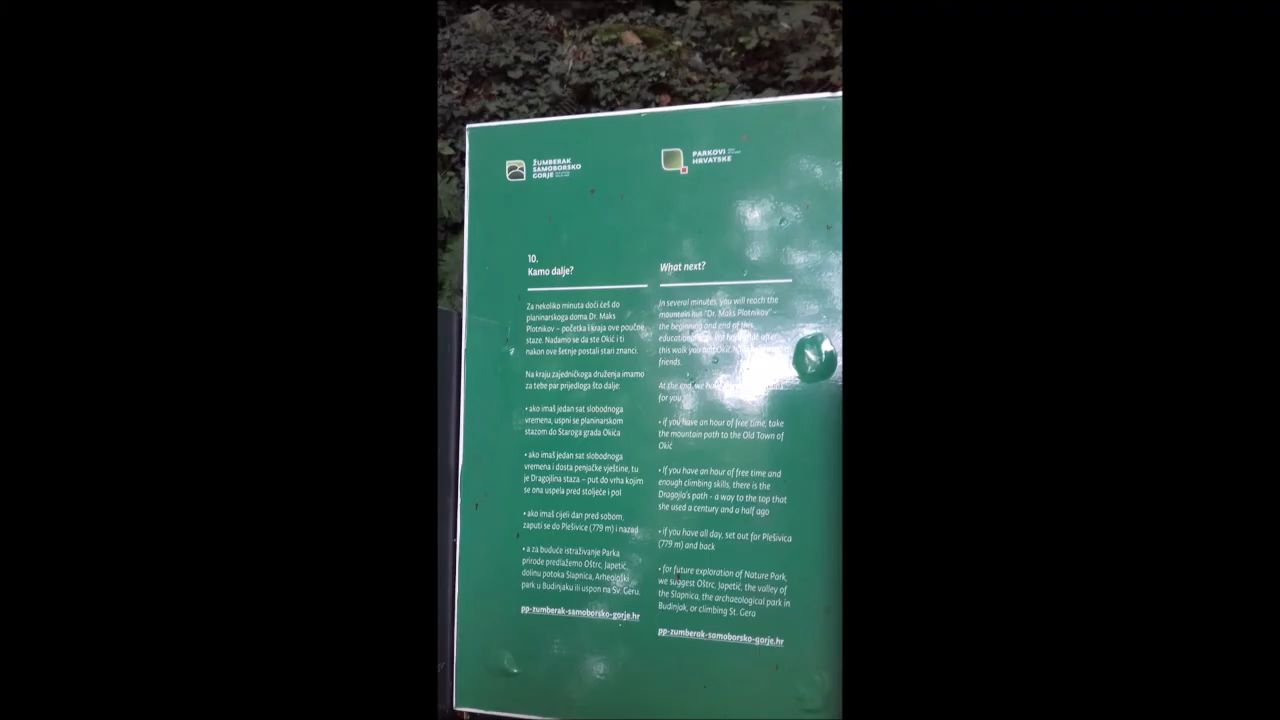 ŽUMBERAK
SAMOBORSKO
GORJE
PARKOVI
HRVATSKE
10.
Kamo dalje?
Za nekoliko minuta doći ćeš do
planinarskoga doma Dr. Maks
Plotnikov – početka i kraja ove poučne
staze. Nadamo se da ste Okić i ti
nakon ove šetnje postali stari znanci.
Na kraju zajedničkoga druženja imamo
za tebe par prijedloga što dalje:
• ako imaš jedan sat slobodnoga
vremena, uspni se planinarskom
stazom do Staroga grada Okića
• ako imaš jedan sat slobodnoga
vremena i dosta penjačke vještine, tu
je Dragojlina staza – put do vrha kojim
se ona uspela pred stoljeće i pol
• ako imaš cijeli dan pred sobom,
zaputi se do Plešivice (779 m) i nazad
• a za buduće istraživanje Parka
prirode predlažemo Oštrc, Japetić,
dolinu potoka Slapnica, Arheološki
park u Budinjaku ili uspon na Sv. Geru.
pp-zumberak-samoborsko-gorje.hr
What next?
In several minutes, you will reach the
mountain hut "Dr. Maks Plotnikov" –
the beginning and end of this
educational after
this walk you
friends.
At the end, we have
for you:
• if you have an hour of free time, take
the mountain path to the Old Town of
Okić
• If you have an hour of free time and
enough climbing skills, there is the
Dragojla's path - a way to the top that
she used a century and a half ago
• if you have all day, set out for Plešivica
(779 m) and back
• for future exploration of Nature Park,
we suggest Oštrc, Japetić, the valley of
the Slapnica, the archaeological park in
Budinjak, or climbing St. Gera
pp-zumberak-samoborsko-gorje.hr